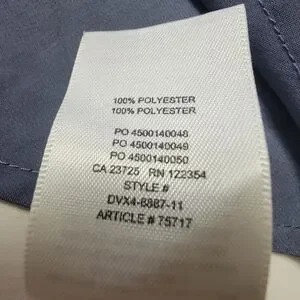 100% POLYESTER
100% POLYESTER
PO 4500140048
PO 4500140049
PO 4500140050
CA 23725 RN 122354
STYLE #
DVX4-8887-11
ARTICLE # 75717